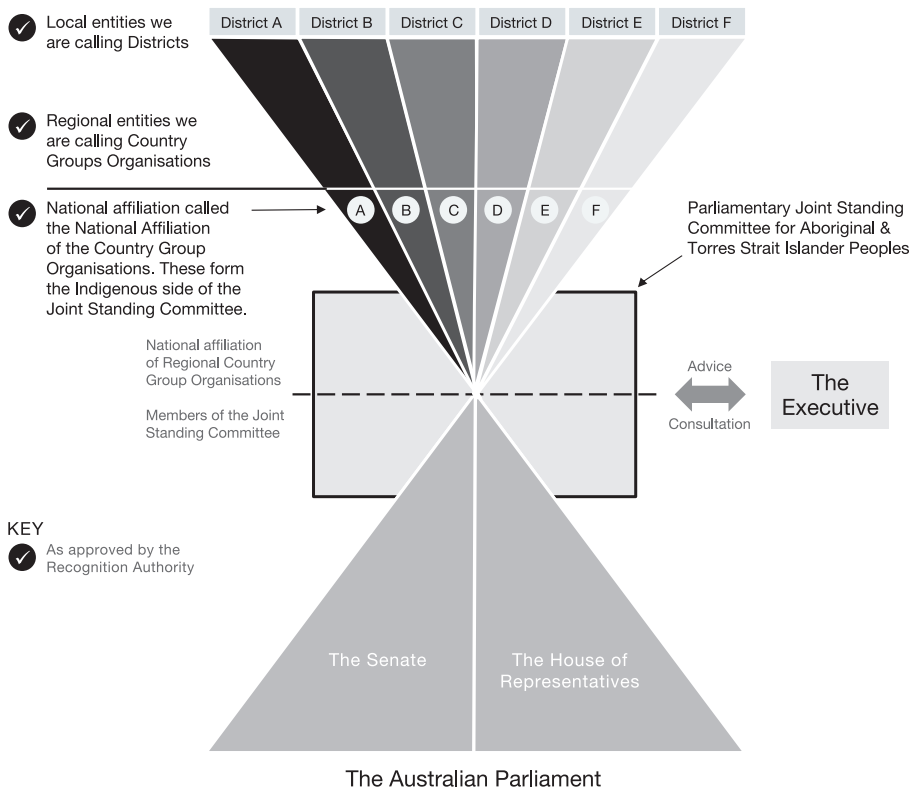 District A
District B
District C
District D
District E
District F
Local entities we
are calling Districts
Regional entities we
are calling Country
Groups Organisations
National affiliation called
the National Affiliation
of the Country Group
Organisations. These form
the Indigenous side of the
Joint Standing Committee.
A
B
C
D
E
F
Parliamentary Joint Standing
Committee for Aboriginal &
Torres Strait Islander Peoples
National affiliation
of Regional Country
Group Organisations
Members of the Joint
Standing Committee
Advice
Consultation
The
Executive
KEY
As approved by the
Recognition Authority
The Senate
The House of
Representatives
The Australian Parliament